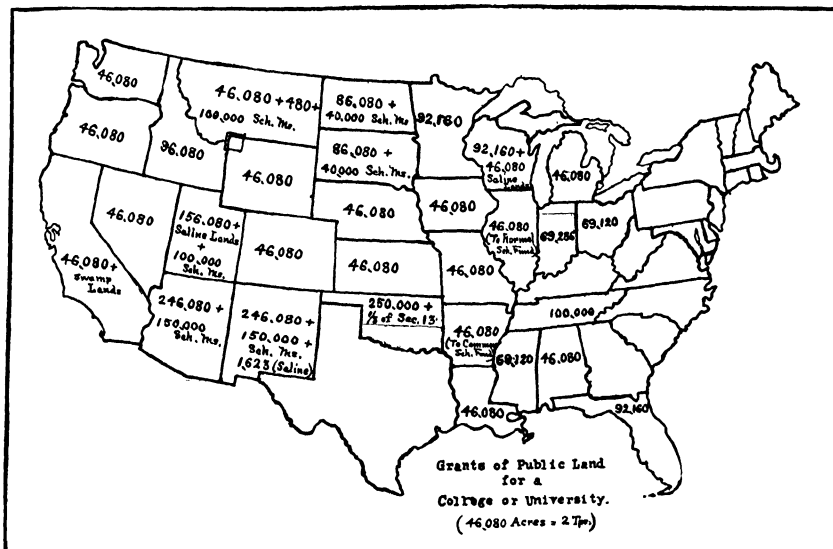 46,080
46,080
46,080+480+
100,000 Sch. Ms.
96,080
86,080+
40,000 Sch. Ms
86,080+
40,000 Sch. Ms.
92,160
92,160+
46,080
Saline
Lands
46,080
46,080
46,080
46,080
46,080
156,080+
Saline Lands
+
100,000
Sch. Ms.
46,080
46,080
46,080
46,080
46,080
(To Normal
Sch. Fund)
69,286
69,120
46,080+
Swamp
Lands
246,080+
150,000
Sch. Ms.
246,080+
150,000+
Sch. Ms.
1,623 (Saline)
250,000+
⅓ of Sec. 13
46,080
(To Common
Sch. Fund)
100,000
69,120
46,080
46,080
92,160
Grants of Public Land
for a
College or University.
(46,080 Acres = 2 Tps.)